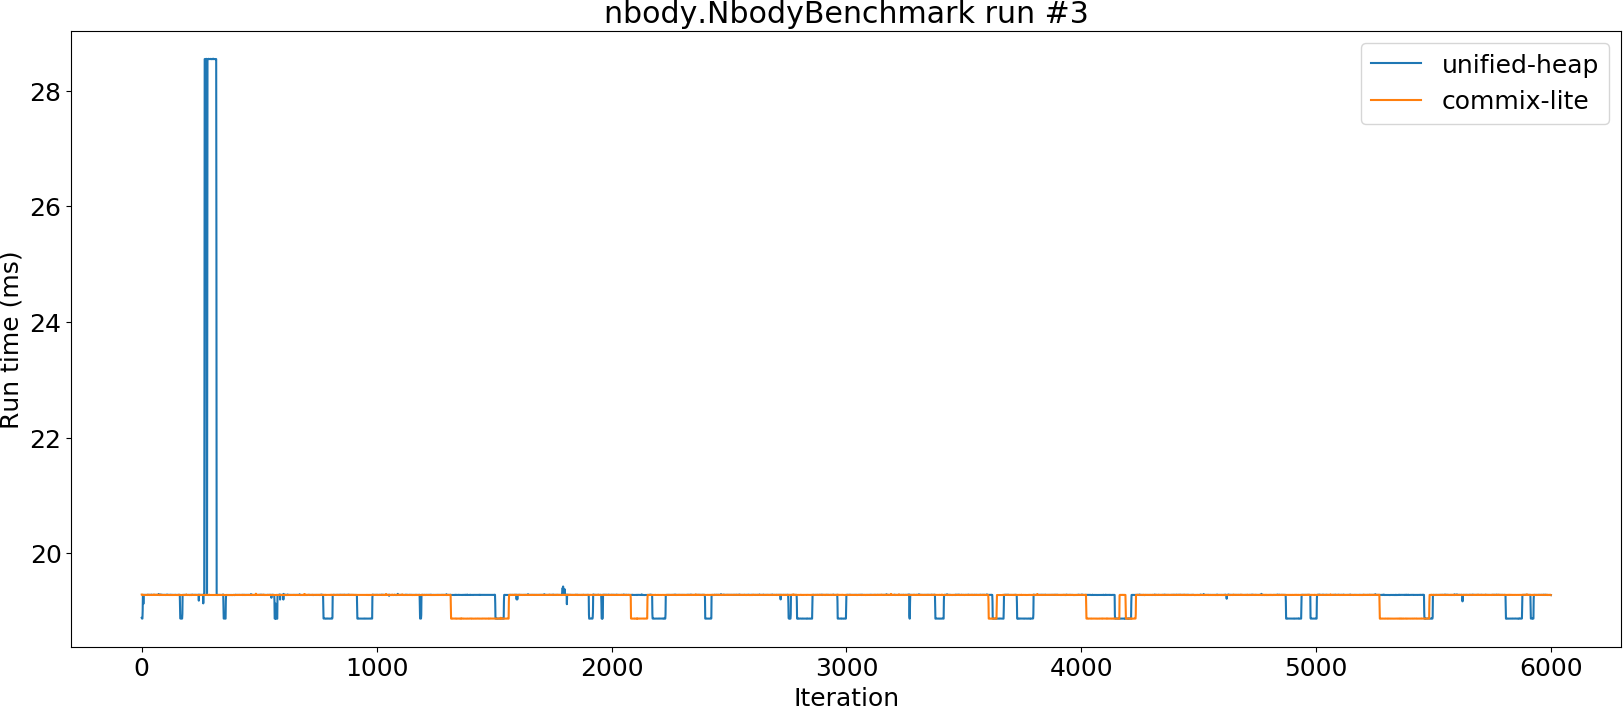 nbody.NbodyBenchmark run #3
unified-heap
commix-lite
Run time (ms)
28
26
24
22
20
0 1000 2000 3000 4000 5000 6000
Iteration